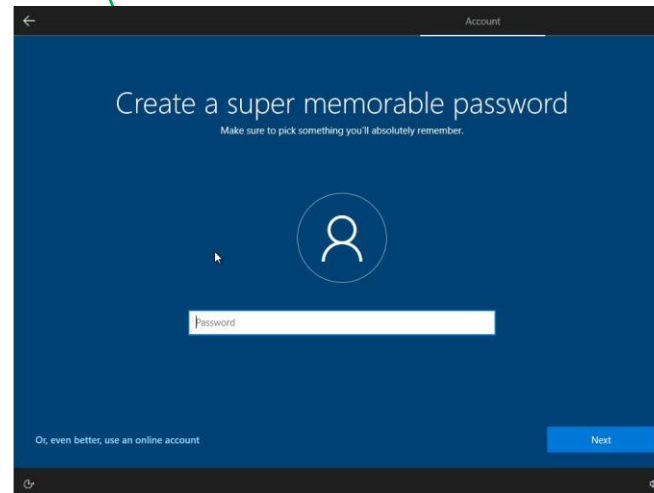 Account
Create a super memorable password
Make sure to pick something you'll absolutely remember.
Password
Or, even better, use an online account
Next